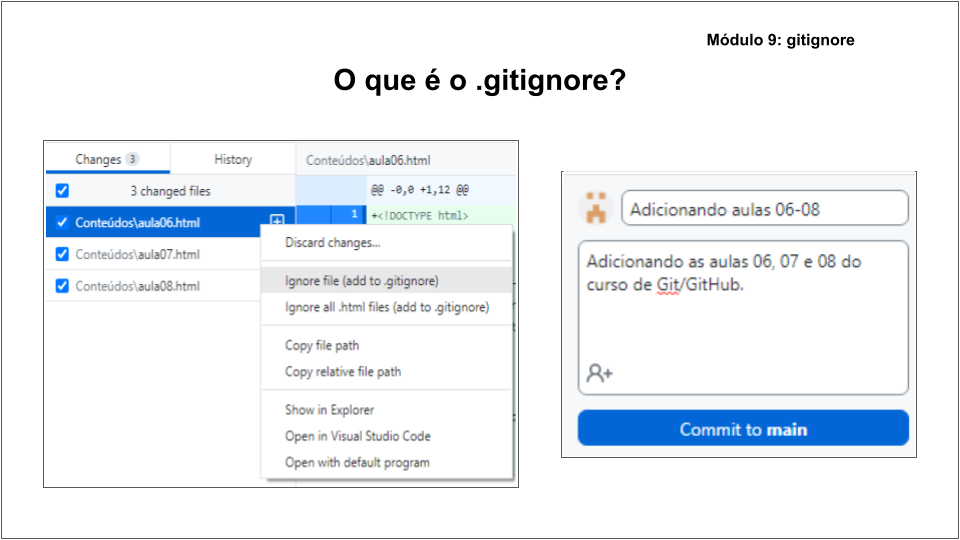 Módulo 9: gitignore
O que é o .gitignore?
Changes 3
History
Conteúdos\aula06.html
3 changed files
@@ -0,0 +1,12 @@
Conteúdos\aula06.html
1 +<!DOCTYPE html>
Conteúdos\aula07.html
Conteúdos\aula08.html
Discard changes...
Ignore file (add to .gitignore)
Ignore all .html files (add to .gitignore)
Copy file path
Copy relative file path
Show in Explorer
Open in Visual Studio Code
Open with default program
Adicionando aulas 06-08
Adicionando as aulas 06, 07 e 08 do
curso de Git/GitHub.
Commit to main